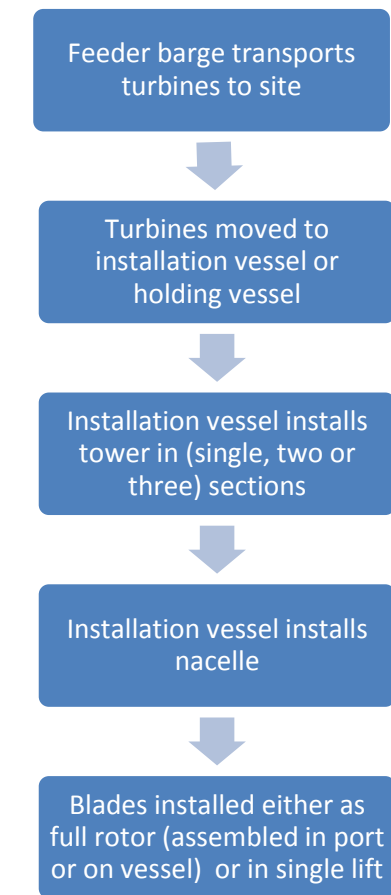 Feeder barge transports
turbines to site
Turbines moved to
installation vessel or
holding vessel
Installation vessel installs
tower in (single, two or
three) sections
Installation vessel installs
nacelle
Blades installed either as
full rotor (assembled in port
or on vessel)  or in single lift